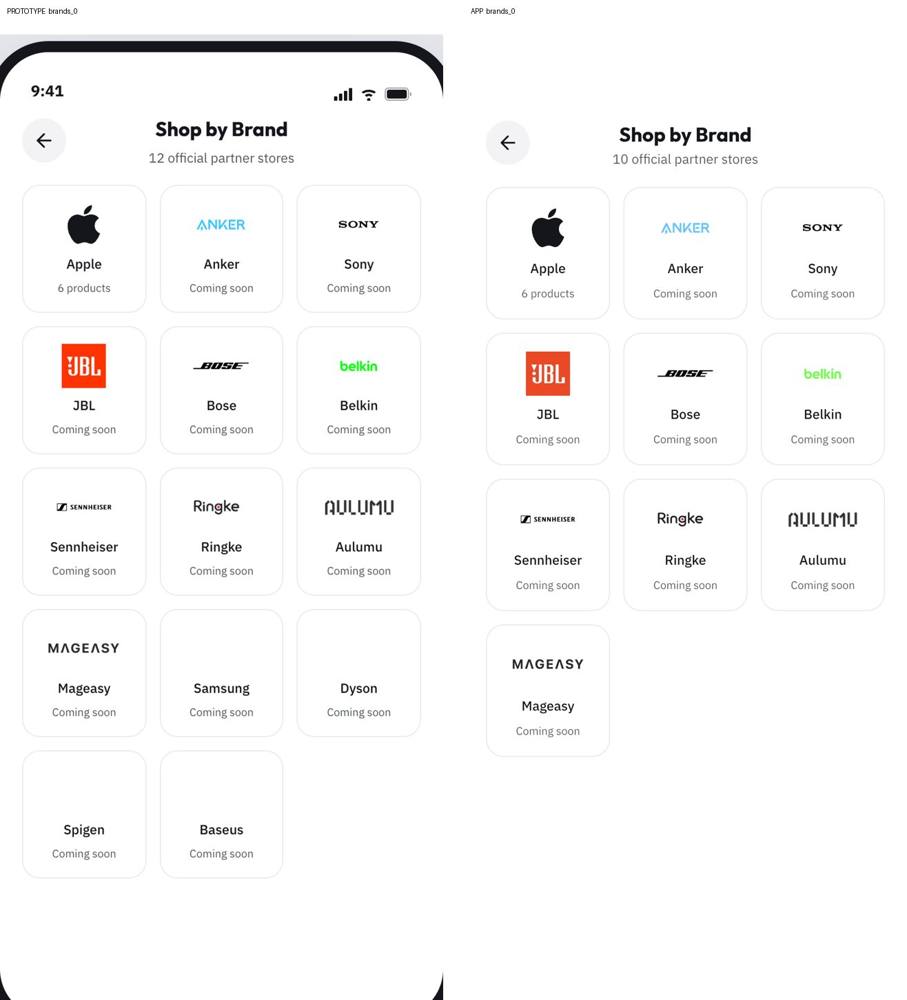 PROTOTYPE brands_0
9:41
Shop by Brand
12 official partner stores
Apple
6 products
ANKER
Anker
Coming soon
SONY
Sony
Coming soon
JBL
JBL
Coming soon
BOSE
Bose
Coming soon
belkin
Belkin
Coming soon
SENNHEISER
Sennheiser
Coming soon
Ringke
Ringke
Coming soon
AULUMU
Aulumu
Coming soon
MAGEASY
Mageasy
Coming soon
Samsung
Coming soon
Dyson
Coming soon
Spigen
Coming soon
Baseus
Coming soon
APP brands_0
Shop by Brand
10 official partner stores
Apple
6 products
ANKER
Anker
Coming soon
SONY
Sony
Coming soon
JBL
JBL
Coming soon
BOSE
Bose
Coming soon
belkin
Belkin
Coming soon
SENNHEISER
Sennheiser
Coming soon
Ringke
Ringke
Coming soon
AULUMU
Aulumu
Coming soon
MAGEASY
Mageasy
Coming soon